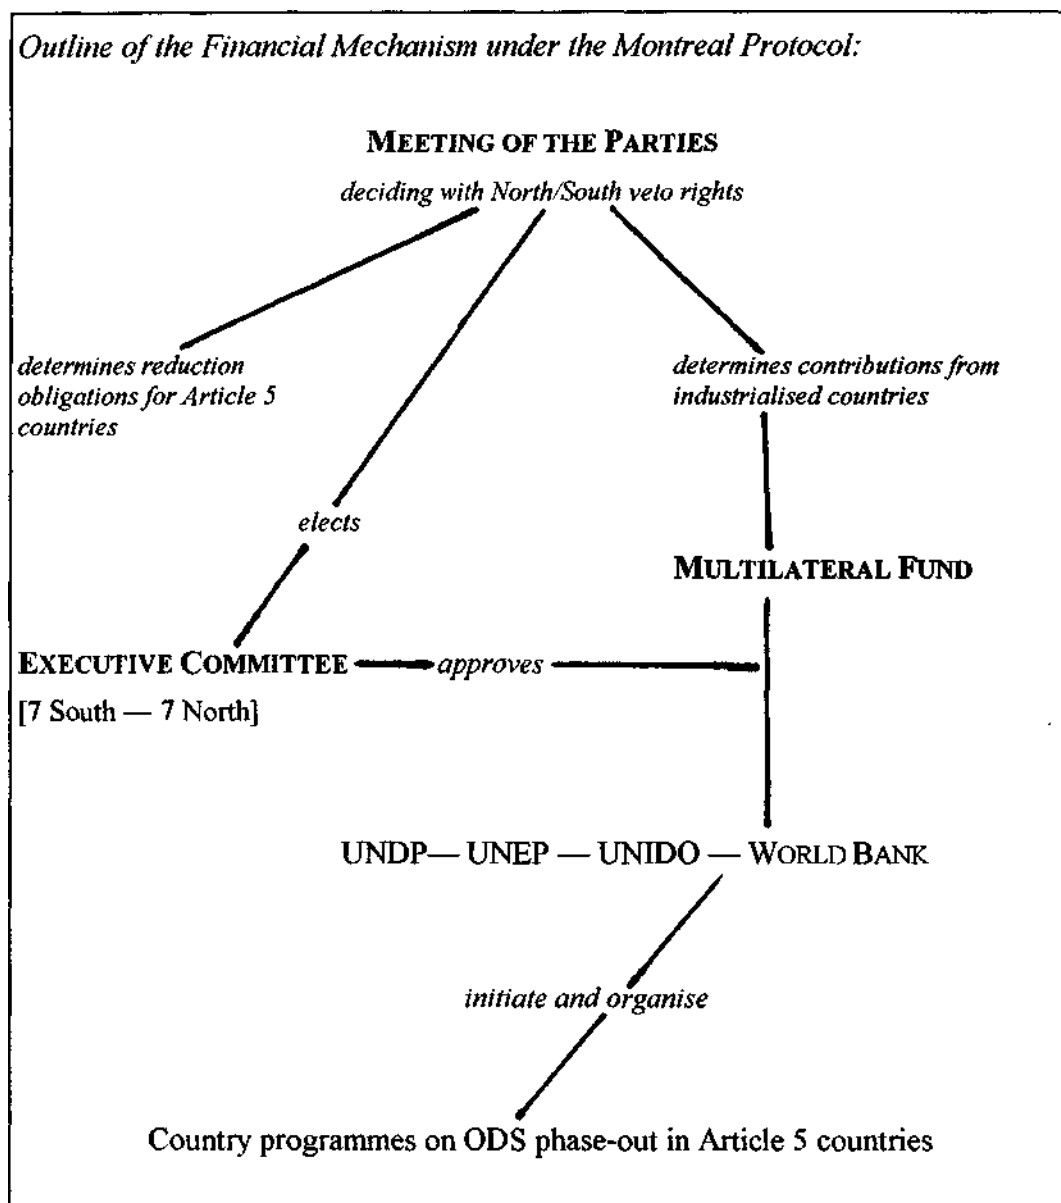 Outline of the Financial Mechanism under the Montreal Protocol:
MEETING OF THE PARTIES
deciding with North/South veto rights
determines reduction
obligations for Article 5
countries
determines contributions from
industrialised countries
elects
MULTILATERAL FUND
EXECUTIVE COMMITTEE
approves
[7 South — 7 North]
UNDP— UNEP — UNIDO — WORLD BANK
initiate and organise
Country programmes on ODS phase-out in Article 5 countries